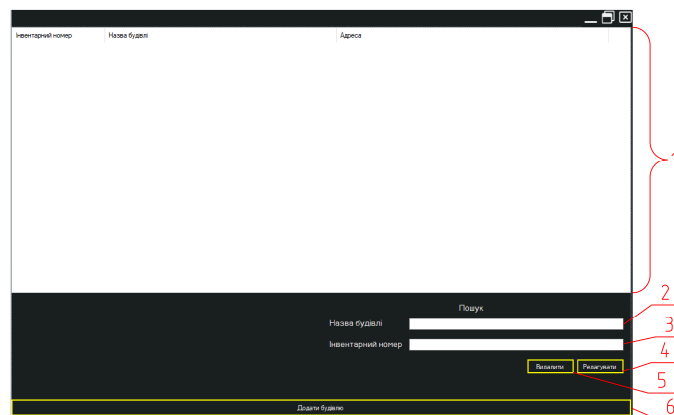 Інвентарний номер Назва будівлі Адреса
1
Пошук
2
Назва будівлі
3
Інвентарний номер
4
Видалити Редагувати
5
Додати будівлю
6